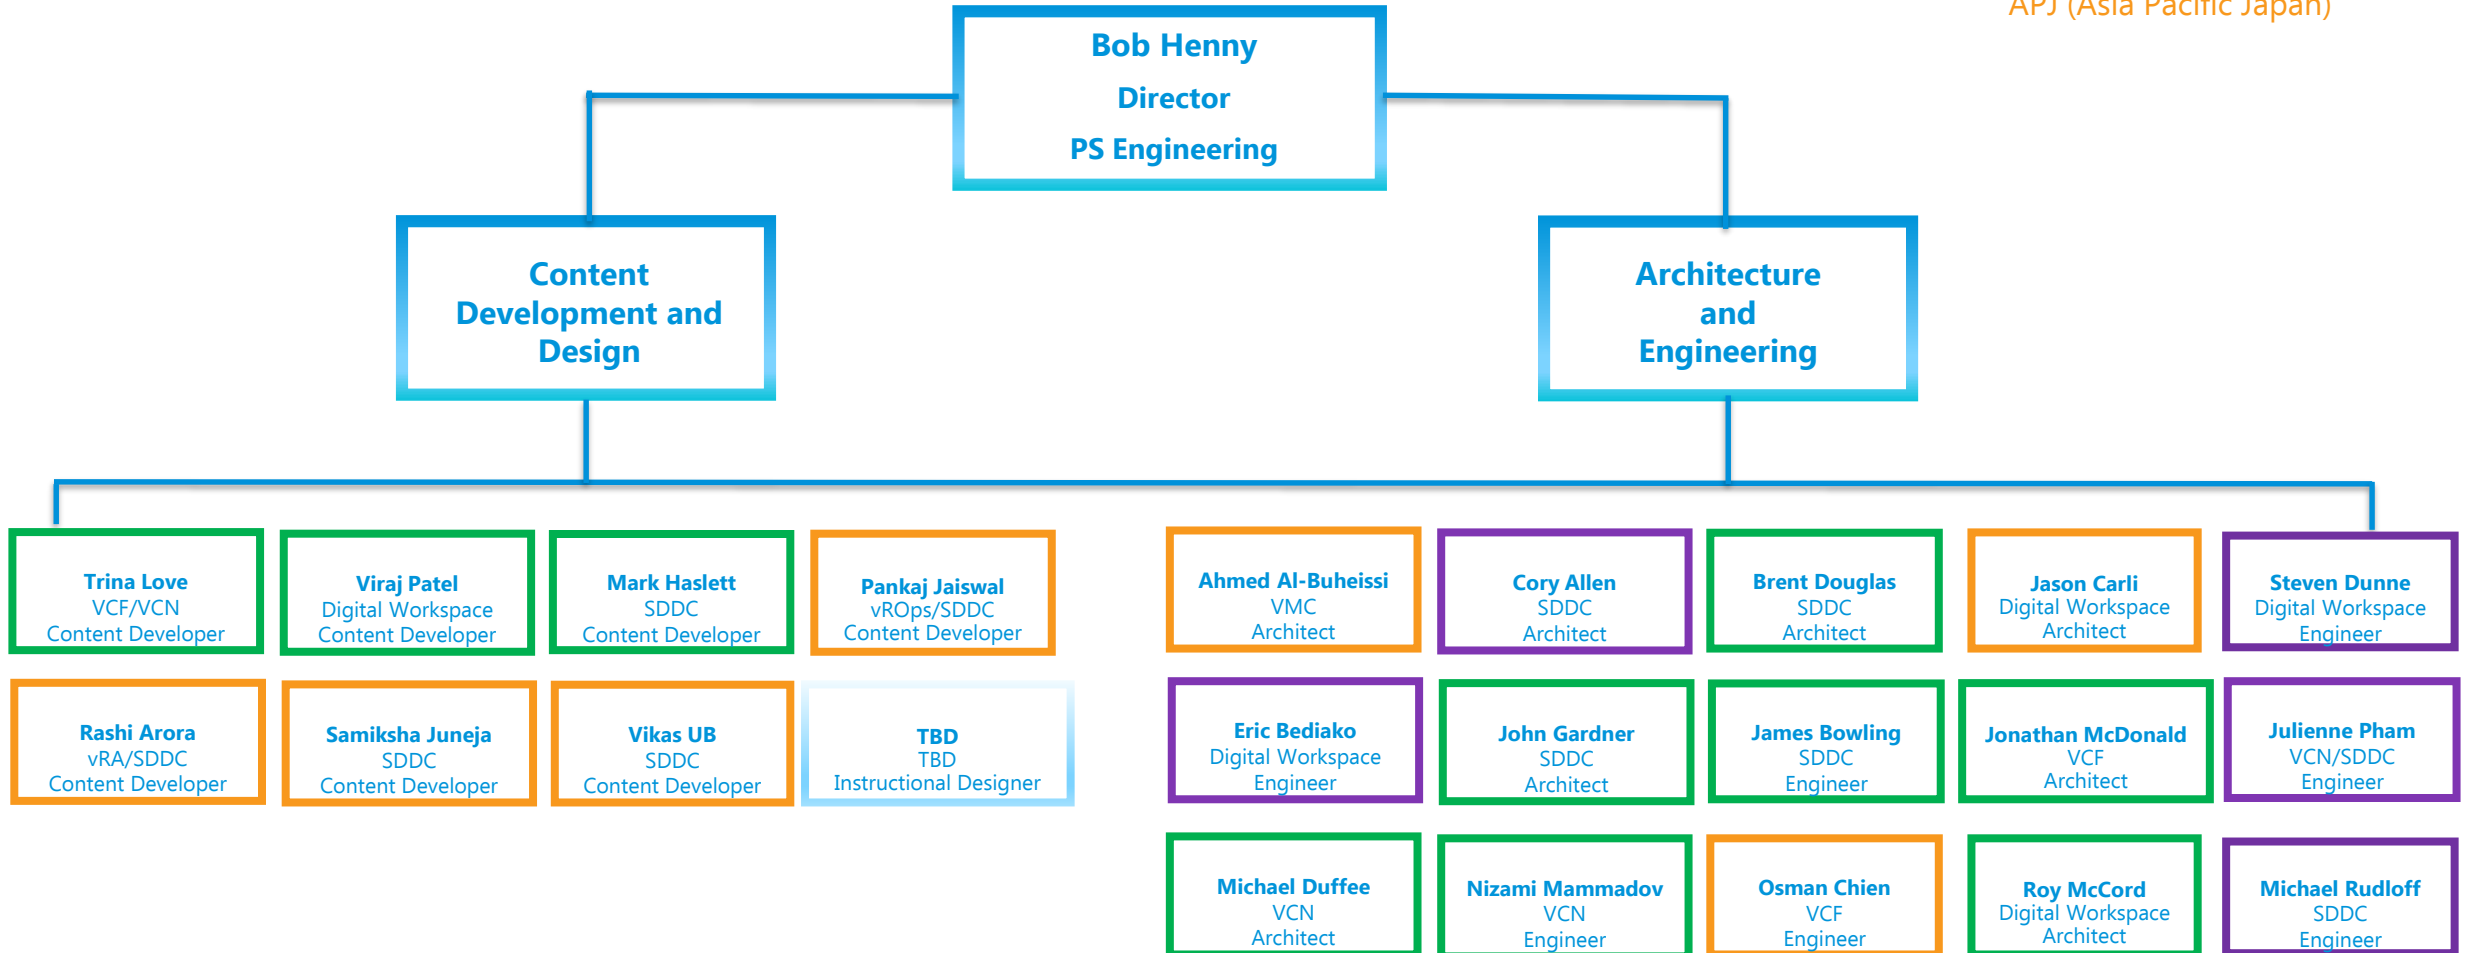 APJ (Asia Pacific Japan)
Bob Henny
Director
PS Engineering
Content
Development and
Design
Architecture
and
Engineering
Trina Love
VCF/VCN
Content Developer
Viraj Patel
Digital Workspace
Content Developer
Mark Haslett
SDDC
Content Developer
Pankaj Jaiswal
vROps/SDDC
Content Developer
Ahmed Al-Buheissi
VMC
Architect
Cory Allen
SDDC
Architect
Brent Douglas
SDDC
Architect
Jason Carli
Digital Workspace
Architect
Steven Dunne
Digital Workspace
Engineer
Rashi Arora
vRA/SDDC
Content Developer
Samiksha Juneja
SDDC
Content Developer
Vikas UB
SDDC
Content Developer
TBD
TBD
Instructional Designer
Eric Bediako
Digital Workspace
Engineer
John Gardner
SDDC
Architect
James Bowling
SDDC
Engineer
Jonathan McDonald
VCF
Architect
Julienne Pham
VCN/SDDC
Engineer
Michael Duffee
VCN
Architect
Nizami Mammadov
VCN
Engineer
Osman Chien
VCF
Engineer
Roy McCord
Digital Workspace
Architect
Michael Rudloff
SDDC
Engineer